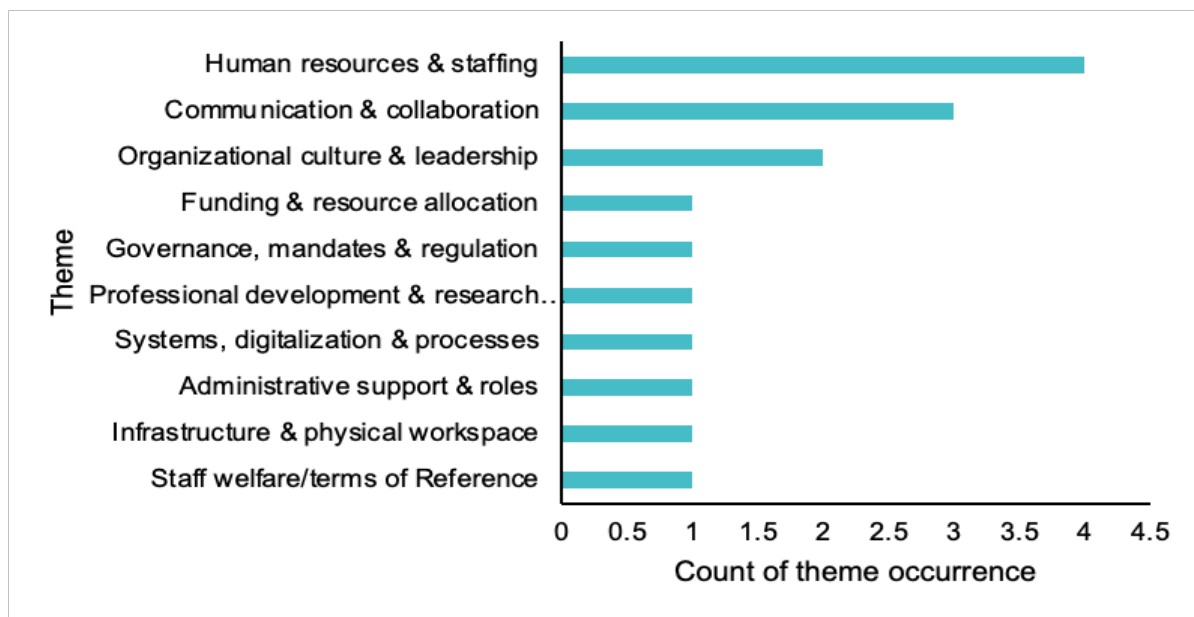 Human resources & staffing
Communication & collaboration
Organizational culture & leadership
Funding & resource allocation
Governance, mandates & regulation
Professional development & research...
Systems, digitalization & processes
Administrative support & roles
Infrastructure & physical workspace
Staff welfare/terms of Reference
Theme
0 0.5 1 1.5 2 2.5 3 3.5 4 4.5
Count of theme occurrence